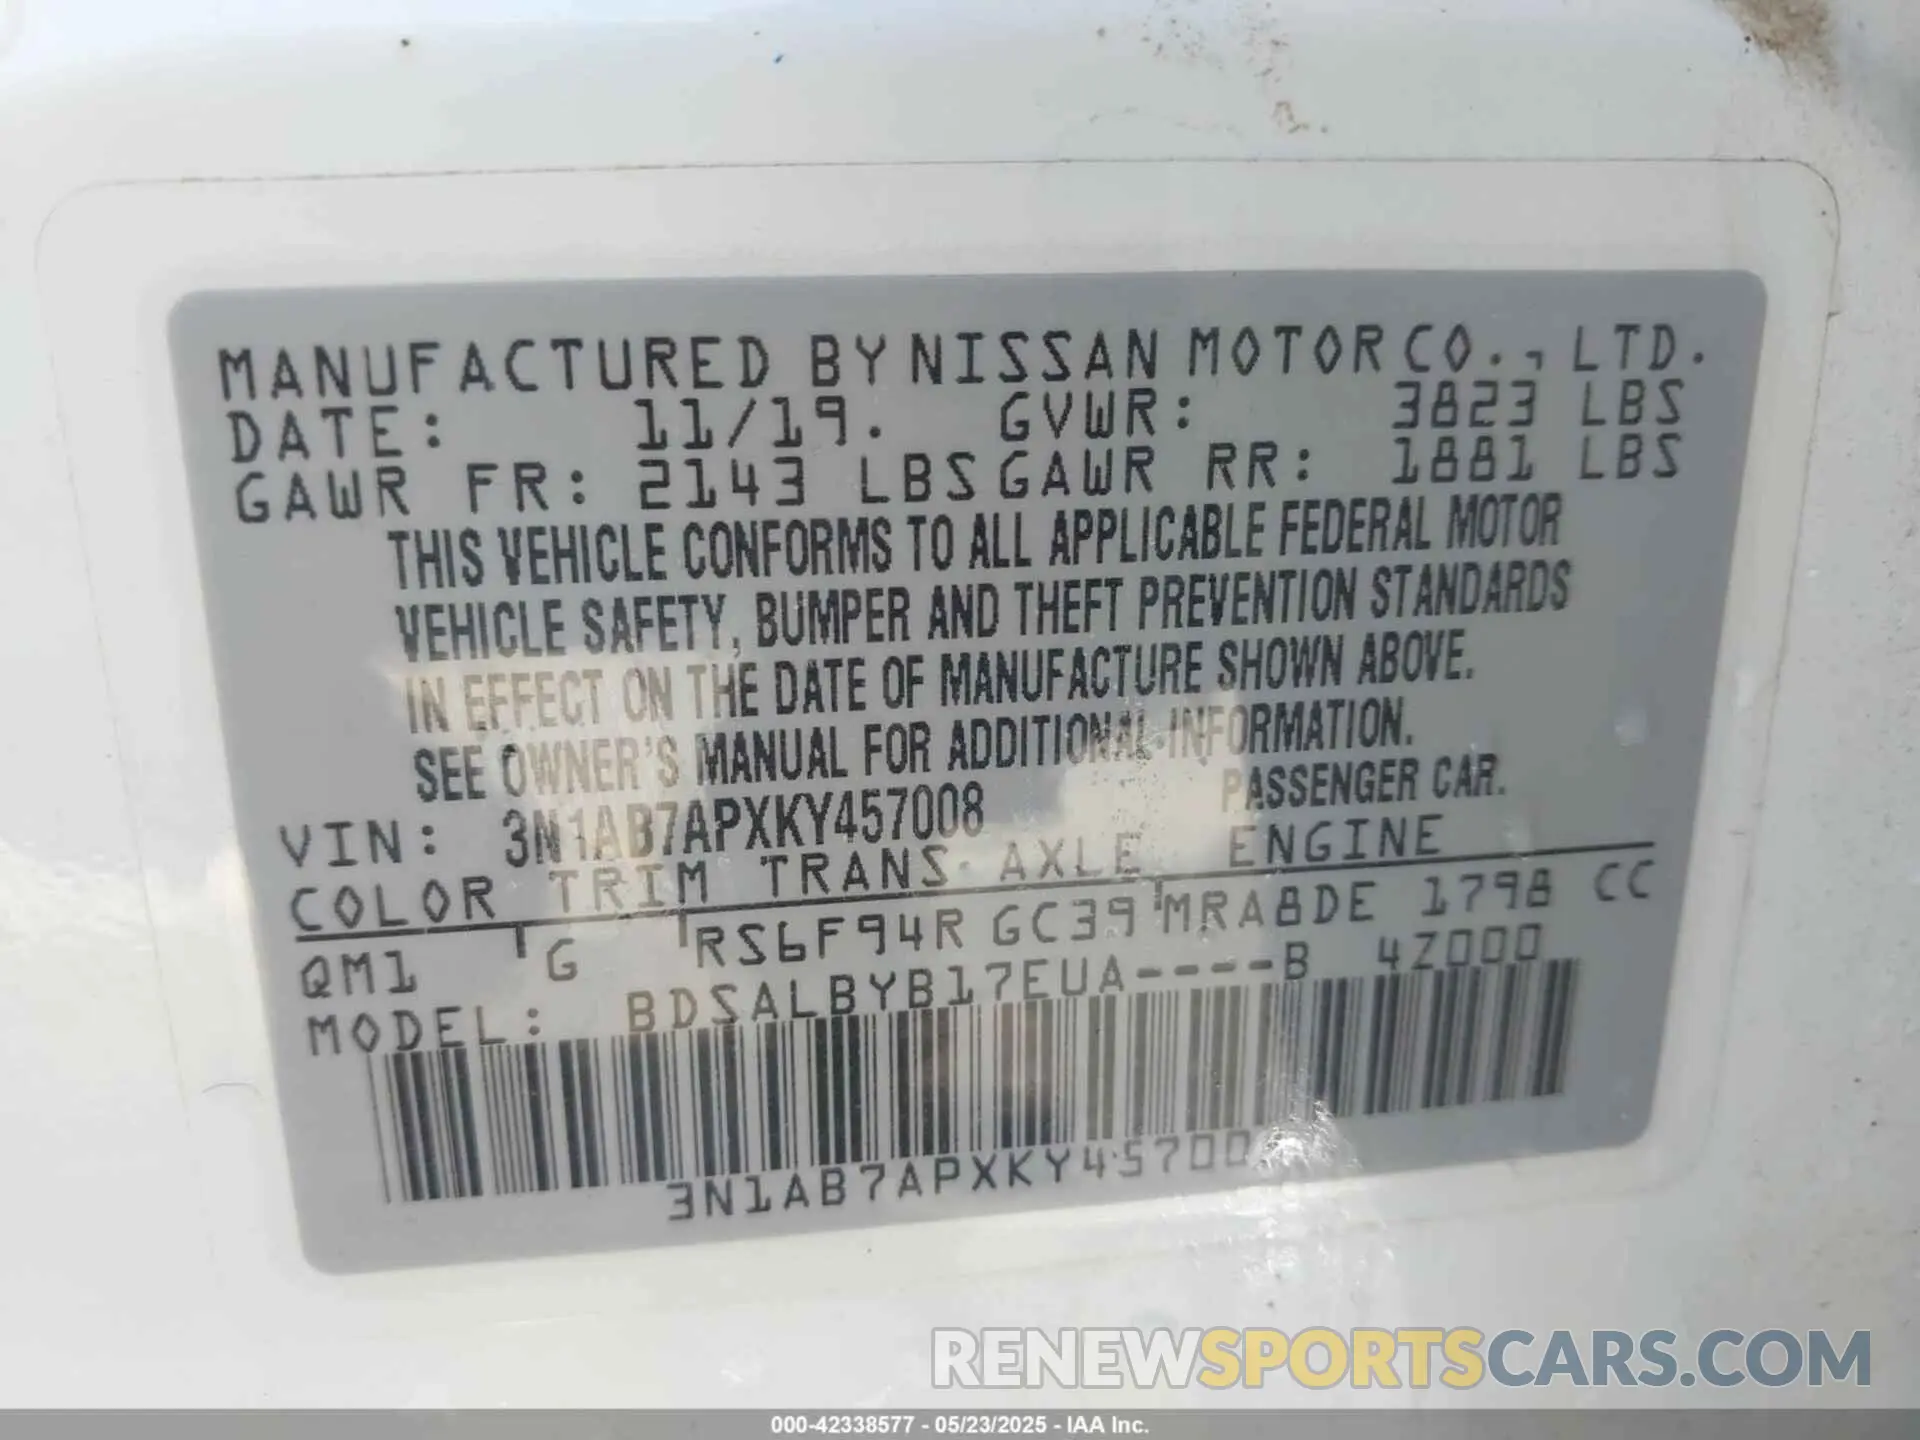 MANUFACTURED BY NISSAN MOTOR CO., LTD.
DATE: 11/19. GVWR: 3823 LBS
GAWR FR: 2143 LBS GAWR RR: 1881 LBS
THIS VEHICLE CONFORMS TO ALL APPLICABLE FEDERAL MOTOR
VEHICLE SAFETY, BUMPER AND THEFT PREVENTION STANDARDS
IN EFFECT ON THE DATE OF MANUFACTURE SHOWN ABOVE.
SEE OWNER'S MANUAL FOR ADDITIONAL INFORMATION.
VIN: 3N1AB7APXKY457008 PASSENGER CAR.
COLOR TRIM TRANS AXLE ENGINE
QM1 G RS6F94R GC39 MRA8DE 1798 CC
MODEL: BDSALBYB17EUA----B 4Z000
3N1AB7APXKY45700
RENEWSPORTSCARS.COM
000-42338577 - 05/23/2025 - IAA Inc.